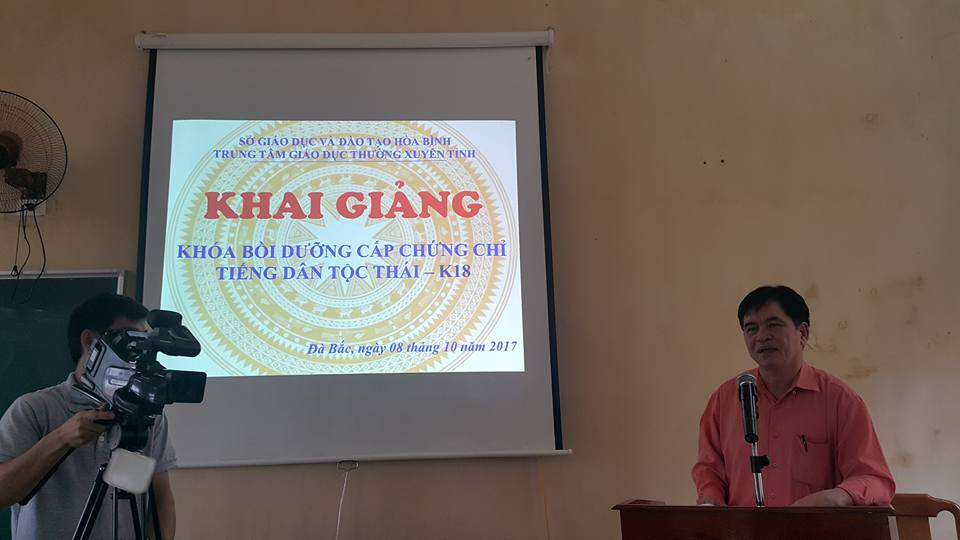 SỞ GIÁO DỤC VÀ ĐÀO TẠO HÒA BÌNH
TRUNG TÂM GIÁO DỤC THƯỜNG XUYÊN TỈNH
KHAI GIẢNG
KHÓA BỒI DƯỠNG CẤP CHỨNG CHỈ
TIẾNG DÂN TỘC THÁI – K18
Đà Bắc, ngày 08 tháng 10 năm 2017